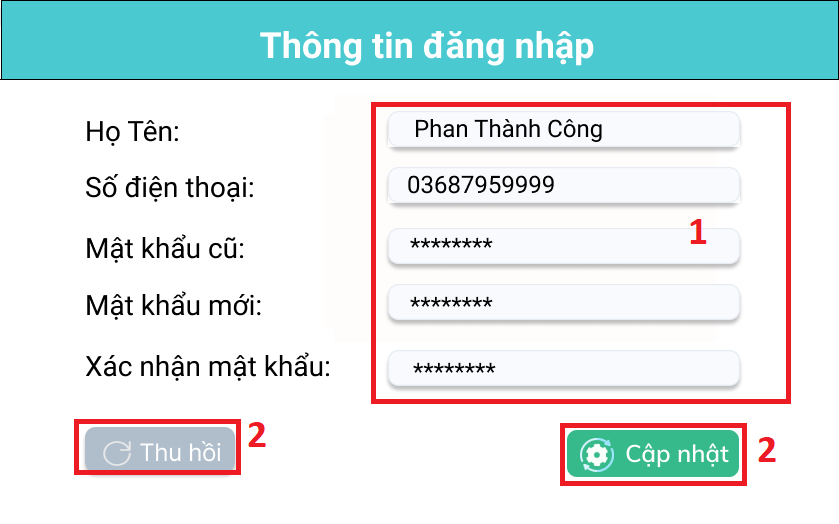 Thông tin đăng nhập
Họ Tên: Phan Thành Công
Số điện thoại: 03687959999
1
Mật khẩu cũ: ********
Mật khẩu mới: ********
Xác nhận mật khẩu: ********
Thu hồi 2 Cập nhật 2